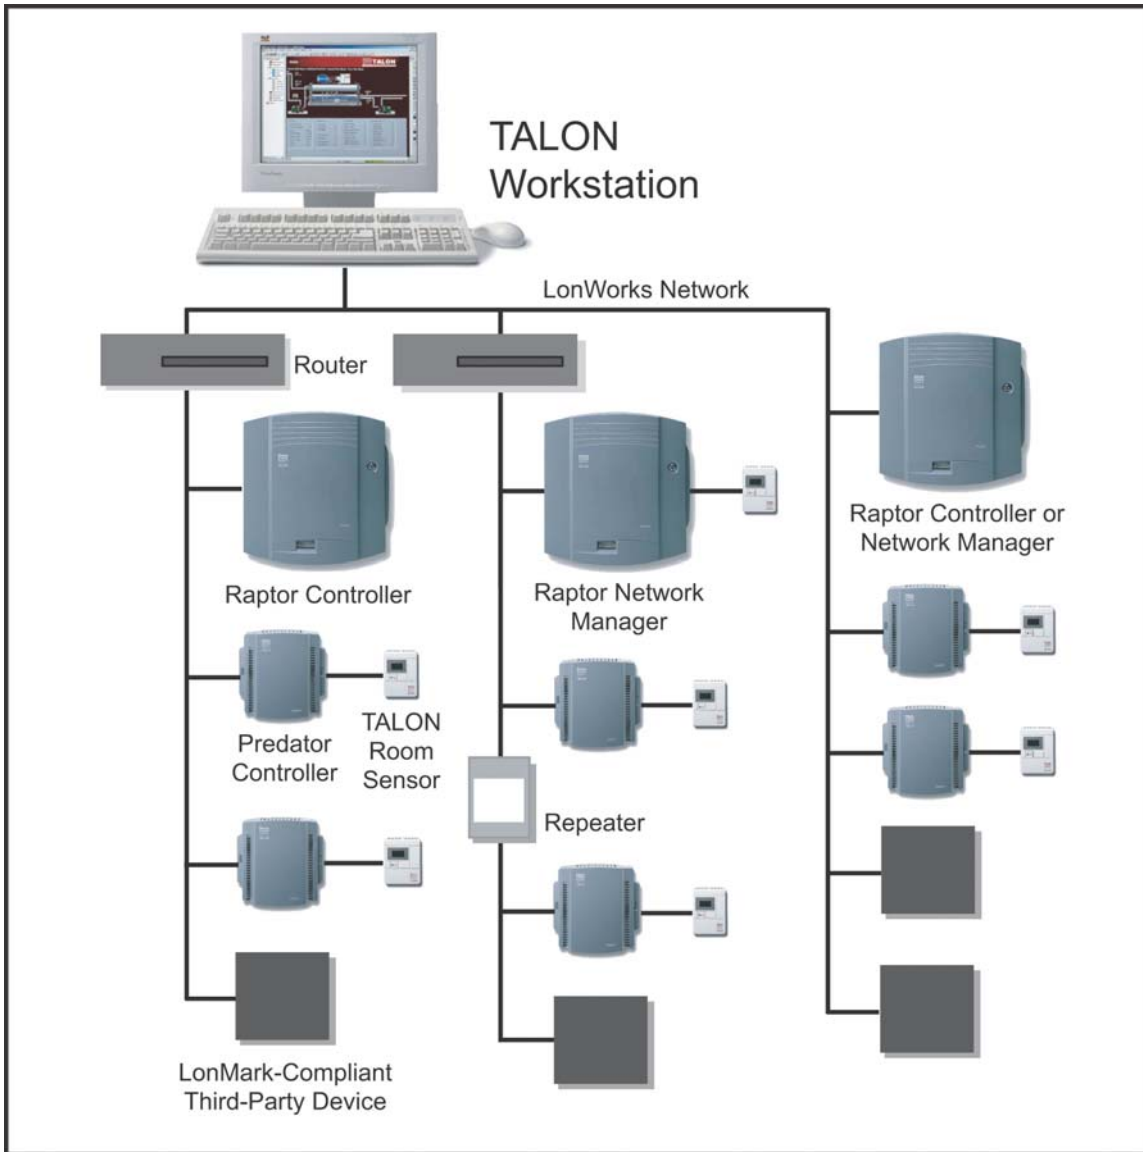 TALON
TALON
Workstation
LonWorks Network
Router
Raptor Controller
Raptor Network
Manager
Raptor Controller or
Network Manager
Predator
Controller
TALON
Room
Sensor
Repeater
LonMark-Compliant
Third-Party Device